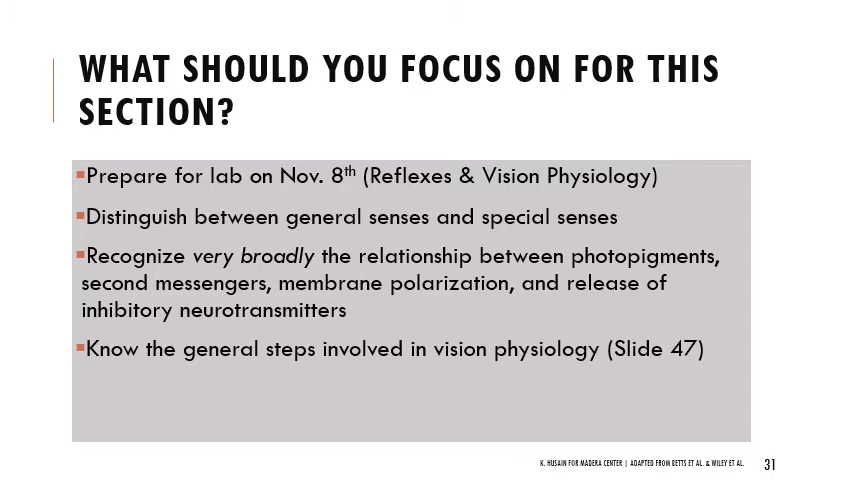 WHAT SHOULD YOU FOCUS ON FOR THIS
SECTION?
▪Prepare for lab on Nov. 8th (Reflexes & Vision Physiology)
▪Distinguish between general senses and special senses
▪Recognize very broadly the relationship between photopigments,
second messengers, membrane polarization, and release of
inhibitory neurotransmitters
▪Know the general steps involved in vision physiology (Slide 47)
K. HUSAIN FOR MADERA CENTER | ADAPTED FROM BETTS ET AL. & WILEY ET AL.
31